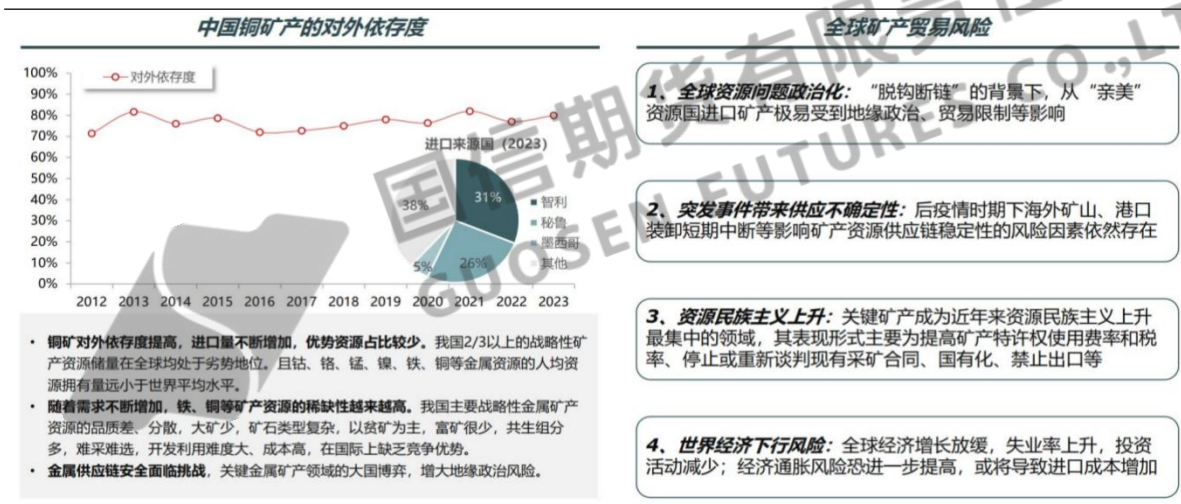 中国铜矿产的对外依存度
100%
90%
80%
70%
60%
50%
40%
30%
20%
10%
0%
对外依存度
进口来源国（2023）
31%
26%
5%
38%
智利
秘鲁
墨西哥
其他
2012 2013 2014 2015 2016 2017 2018 2019 2020 2021 2022 2023
• 铜矿对外依存度提高，进口量不断增加，优势资源占比较少。我国2/3以上的战略性矿
产资源储量在全球均处于劣势地位。且钴、铬、锰、镍、铁、铜等金属资源的人均资
源拥有量远小于世界平均水平。
• 随着需求不断增加，铁、铜等矿产资源的稀缺性越来越高。我国主要战略性金属矿产
资源的品质差、分散，大矿少，矿石类型复杂，以贫矿为主，富矿很少，共生组分
多，难采难选，开发利用难度大、成本高，在国际上缺乏竞争优势。
• 金属供应链安全面临挑战，关键金属矿产领域的大国博弈，增大地缘政治风险。
全球矿产贸易风险
1、全球资源问题政治化：“脱钩断链”的背景下，从“亲美”
资源国进口矿产极易受到地缘政治、贸易限制等影响
2、突发事件带来供应不确定性：后疫情时期下海外矿山、港口
装卸短期中断等影响矿产资源供应链稳定性的风险因素依然存在
3、资源民族主义上升：关键矿产成为近年来资源民族主义上升
最集中的领域，其表现形式主要为提高矿产特许权使用费率和税
率、停止或重新谈判现有采矿合同、国有化、禁止出口等
4、世界经济下行风险：全球经济增长放缓，失业率上升，投资
活动减少；经济通胀风险恐进一步提高，或将导致进口成本增加
国信期货有限责
GUOSEN FUTURES CO.,LT